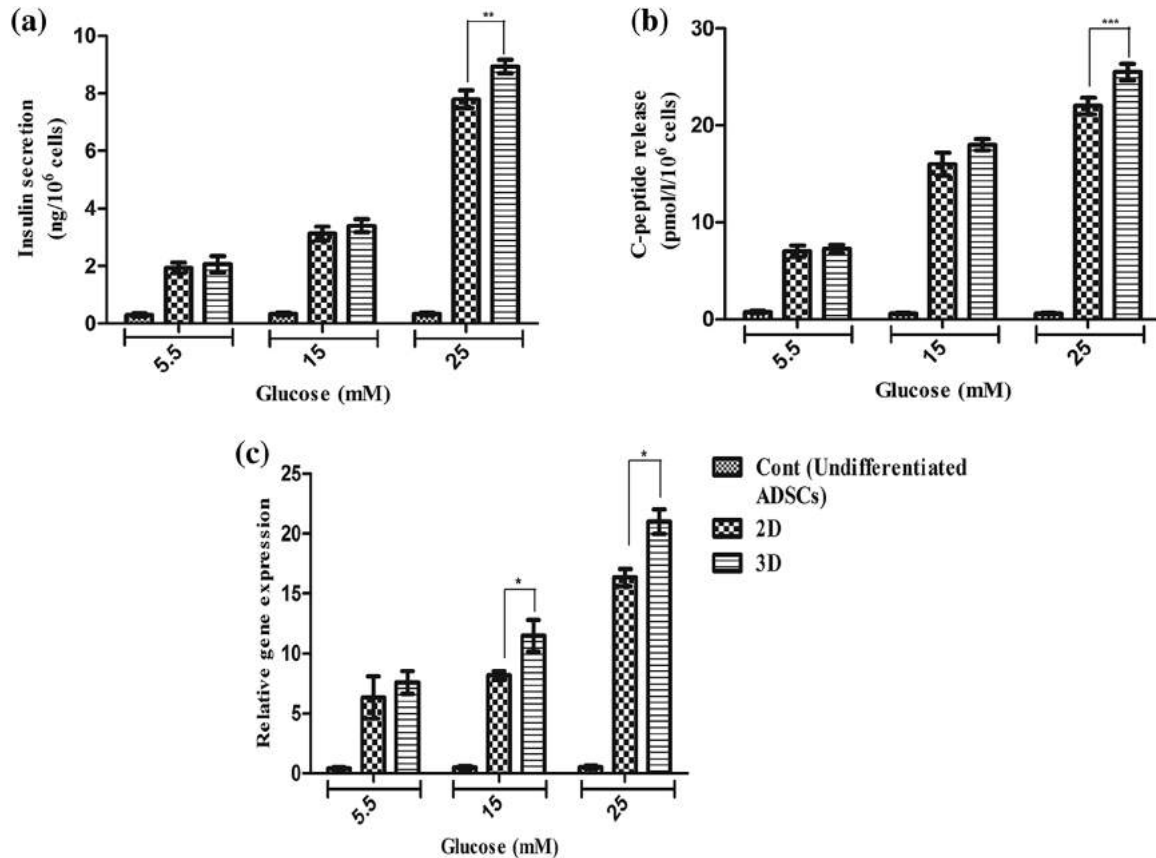 (a)
Insulin secretion
(ng/10⁶ cells)
10
8
6
4
2
0
**
5.5
15
25
Glucose (mM)
(b)
C-peptide release
(pmol/l/10⁶ cells)
30
20
10
0
***
5.5
15
25
Glucose (mM)
(c)
Relative gene expression
25
20
15
10
5
0
*
*
5.5
15
25
Glucose (mM)
Cont (Undifferentiated
ADSCs)
2D
3D